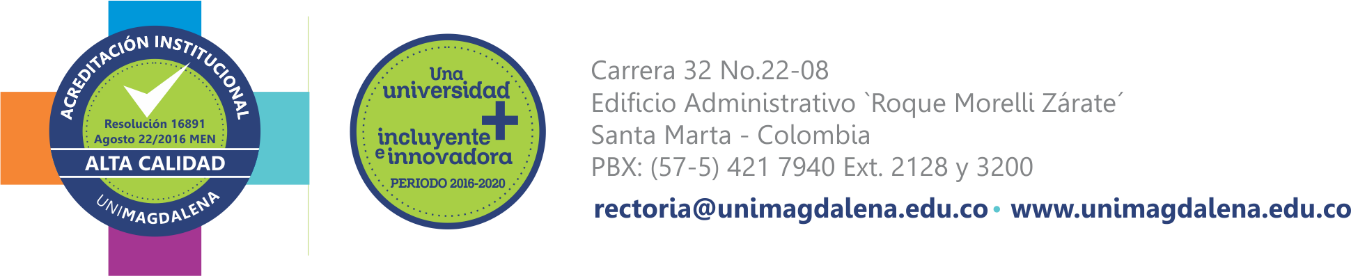 ACREDITACIÓN INSTITUCIONAL
Resolución 16891
Agosto 22/2016 MEN
ALTA CALIDAD
UNIMAGDALENA
Una
universidad
+
incluyente
e innovadora
PERIODO 2016-2020
Carrera 32 No.22-08
Edificio Administrativo `Roque Morelli Zárate´
Santa Marta - Colombia
PBX: (57-5) 421 7940 Ext. 2128 y 3200
rectoria@unimagdalena.edu.co • www.unimagdalena.edu.co